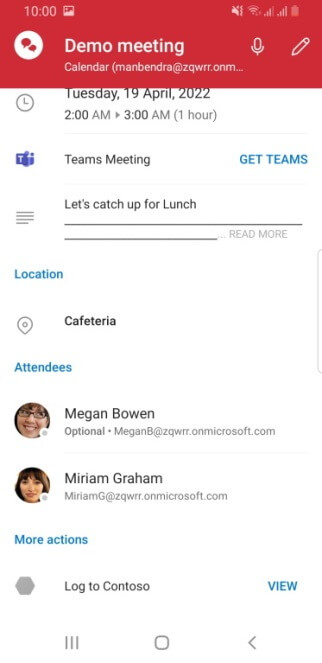 10:00
Demo meeting
Calendar (manbendra@zqwrr.onm...
Tuesday, 19 April, 2022
2:00 AM ▸ 3:00 AM (1 hour)
Teams Meeting GET TEAMS
Let's catch up for Lunch
... READ MORE
Location
Cafeteria
Attendees
Megan Bowen
Optional • MeganB@zqwrr.onmicrosoft.com
Miriam Graham
MiriamG@zqwrr.onmicrosoft.com
More actions
Log to Contoso VIEW